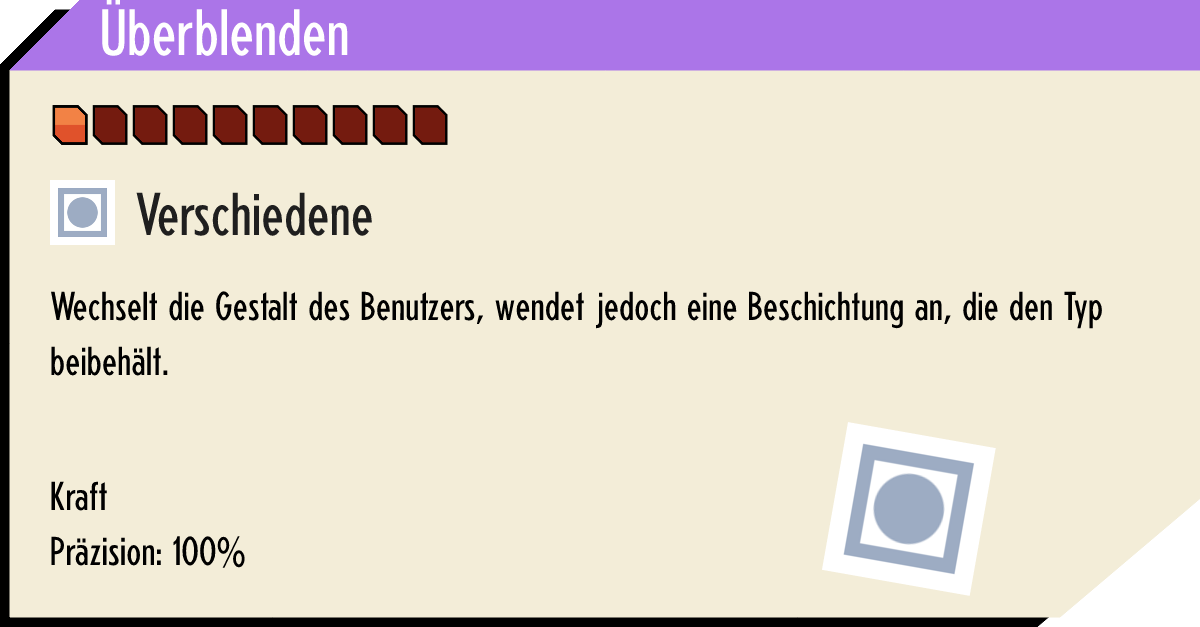 Überblenden
Verschiedene
Wechselt die Gestalt des Benutzers, wendet jedoch eine Beschichtung an, die den Typ
beibehält.
Kraft
Präzision: 100%